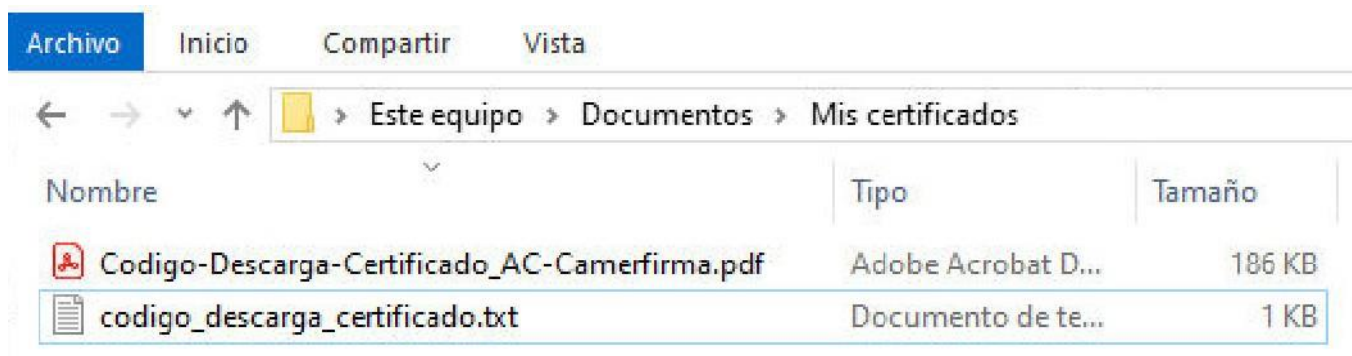 Archivo Inicio Compartir Vista
Este equipo > Documentos > Mis certificados
Nombre Tipo Tamaño
Codigo-Descarga-Certificado_AC-Camerfirma.pdf Adobe Acrobat D... 186 KB
codigo_descarga_certificado.txt Documento de te... 1 KB